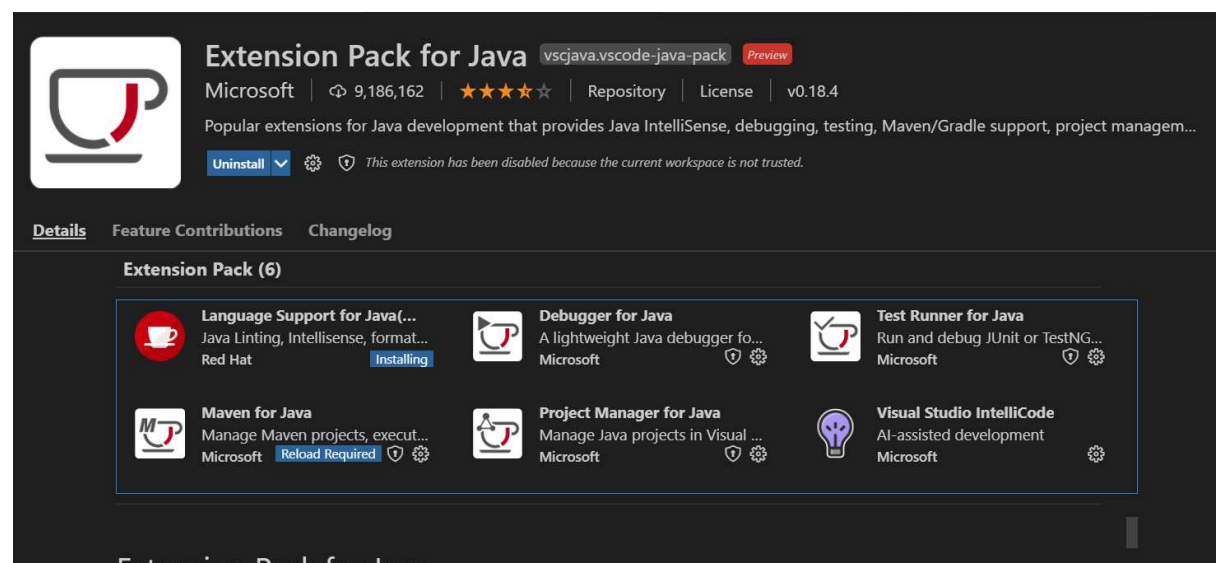 Extension Pack for Java vscjava.vscode-java-pack Preview
Microsoft 9,186,162 Repository License v0.18.4
Popular extensions for Java development that provides Java IntelliSense, debugging, testing, Maven/Gradle support, project managem...
Uninstall This extension has been disabled because the current workspace is not trusted.
Details Feature Contributions Changelog
Extension Pack (6)
Language Support for Java(...
Java Linting, Intellisense, format...
Red Hat Installing
Debugger for Java
A lightweight Java debugger fo...
Microsoft
Test Runner for Java
Run and debug JUnit or TestNG...
Microsoft
M
Maven for Java
Manage Maven projects, execut...
Microsoft Reload Required
Project Manager for Java
Manage Java projects in Visual ...
Microsoft
Visual Studio IntelliCode
AI-assisted development
Microsoft